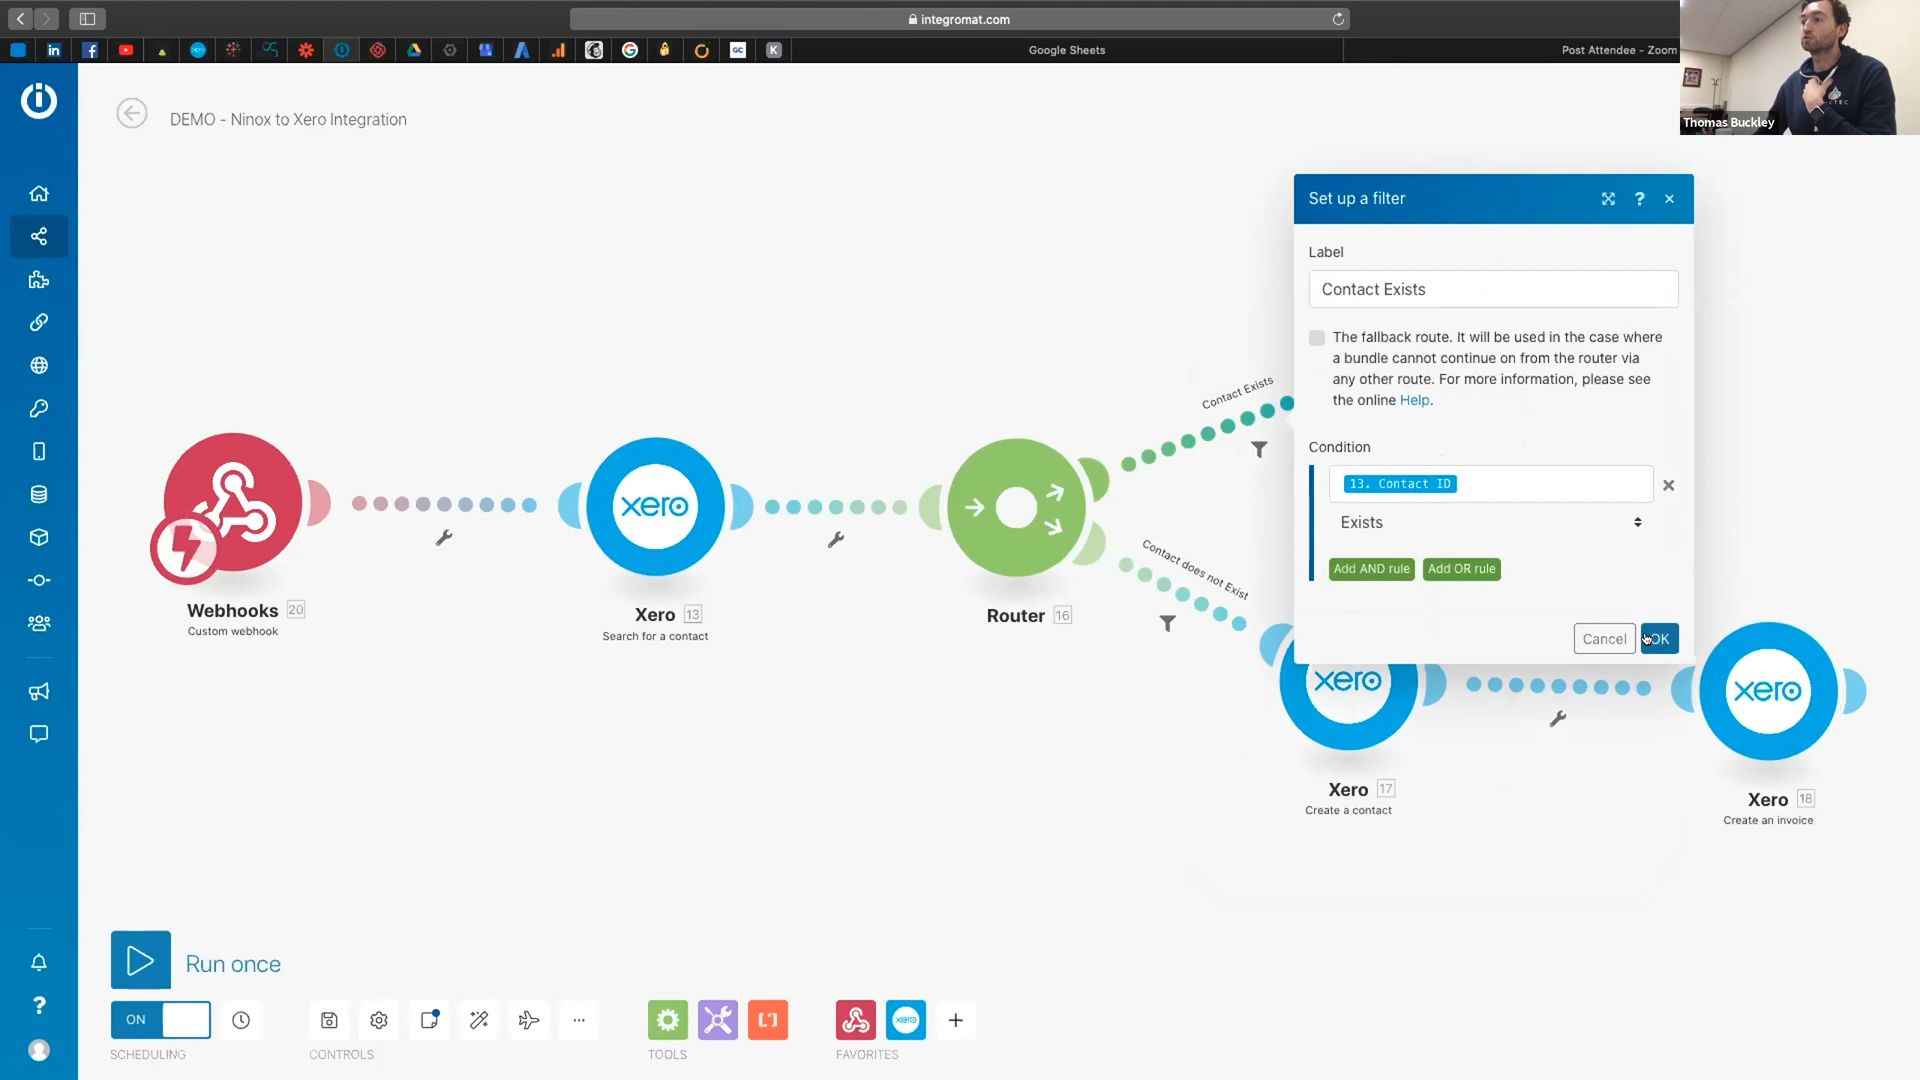 integromat.com
Google Sheets
Post Attendee - Zoom
Thomas Buckley
DEMO - Ninox to Xero Integration
Set up a filter
?
Label
Contact Exists
The fallback route. It will be used in the case where
a bundle cannot continue on from the router via
any other route. For more information, please see
the online Help.
Condition
13. Contact ID
Exists
Add AND rule
Add OR rule
Cancel
OK
Contact Exists
Contact does not Exist
xero
Webhooks 20
Custom webhook
Xero 13
Search for a contact
Router 16
xero
Xero 17
Create a contact
xero
Xero 18
Create an invoice
Run once
ON
SCHEDULING
CONTROLS
TOOLS
xero
FAVORITES